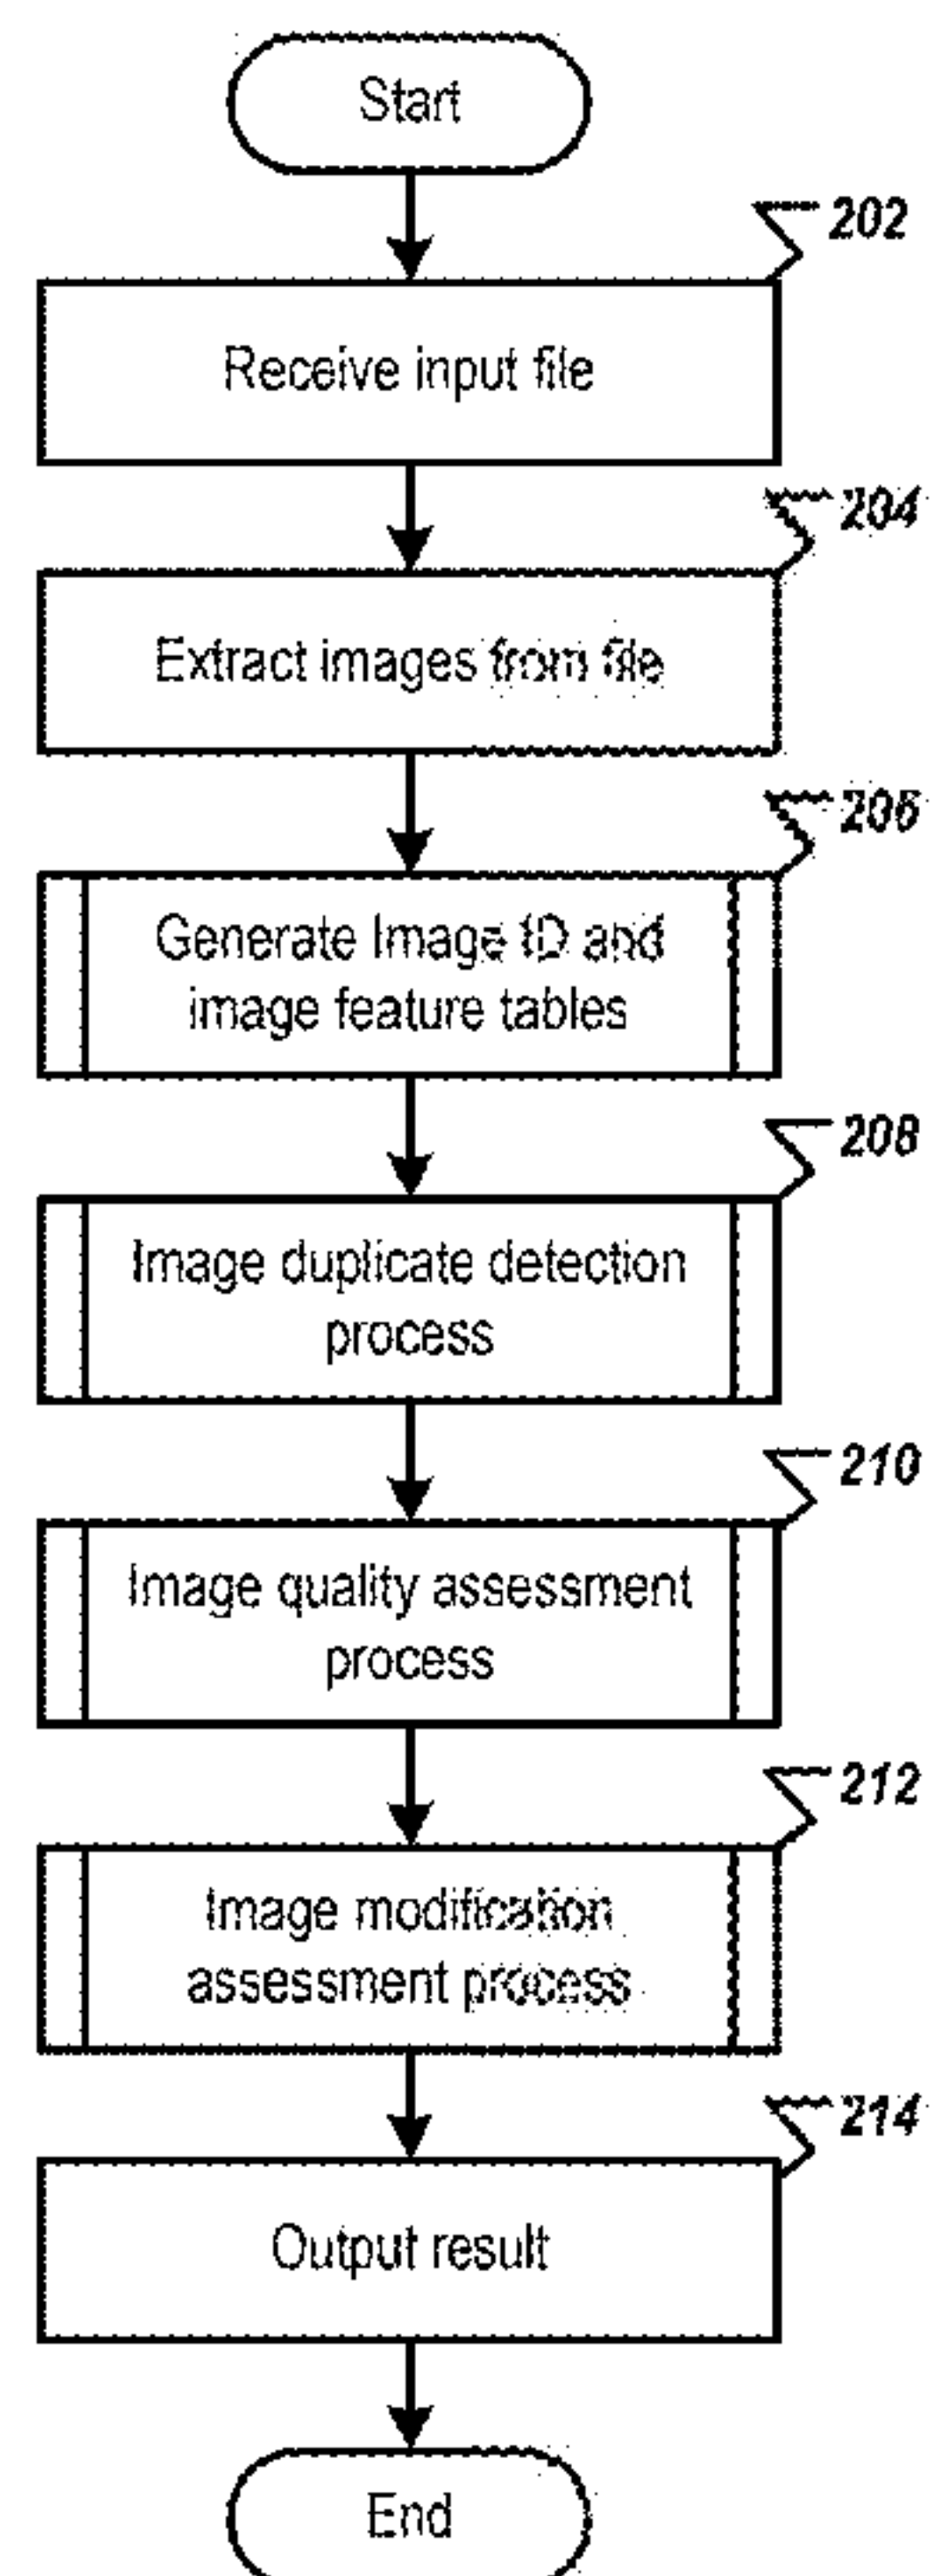 Start
202
Receive input file
204
Extract images from file
206
Generate Image ID and
image feature tables
208
Image duplicate detection
process
210
Image quality assessment
process
212
Image modification
assessment process
214
Output result
End